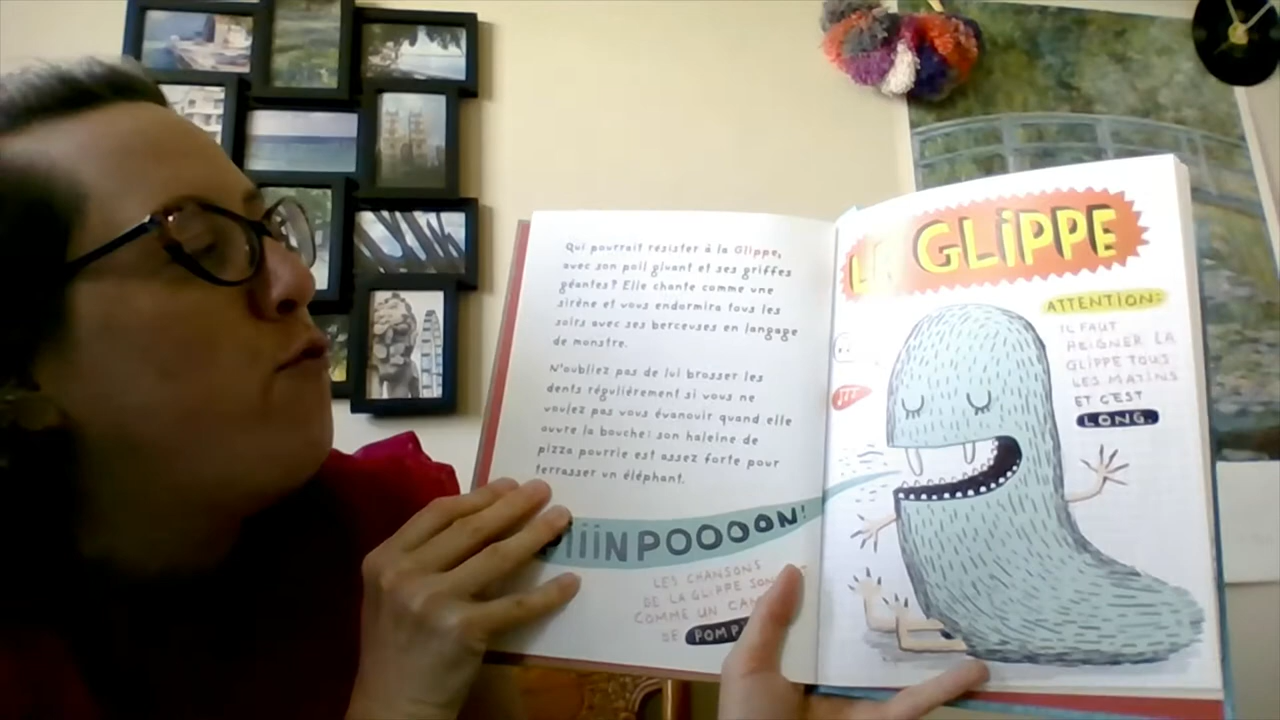 Qui pourrait résister à la Glippe,
avec son poil givant et ses griffes
géantes? Elle chante comme une
sirène et vous endormira tous les
soirs avec ses berceuses en langage
de monstre.
N'oubliez pas de lui brosser les
dents régulièrement si vous ne
voulez pas vous évanouir quand elle
ouvre la bouche: son haleine de
pizza pourrie est assez forte pour
terrasser un éléphant.
PiiiNPOOOON!
LES CHANSONS
DE LA GLIPPE SONT
COMME UN
DE
LA GLiPPE
ATTENTION:
IL FAUT
PEIGNER LA
GLIPPE TOUS
LES MATINS
ET C'EST
LONG.